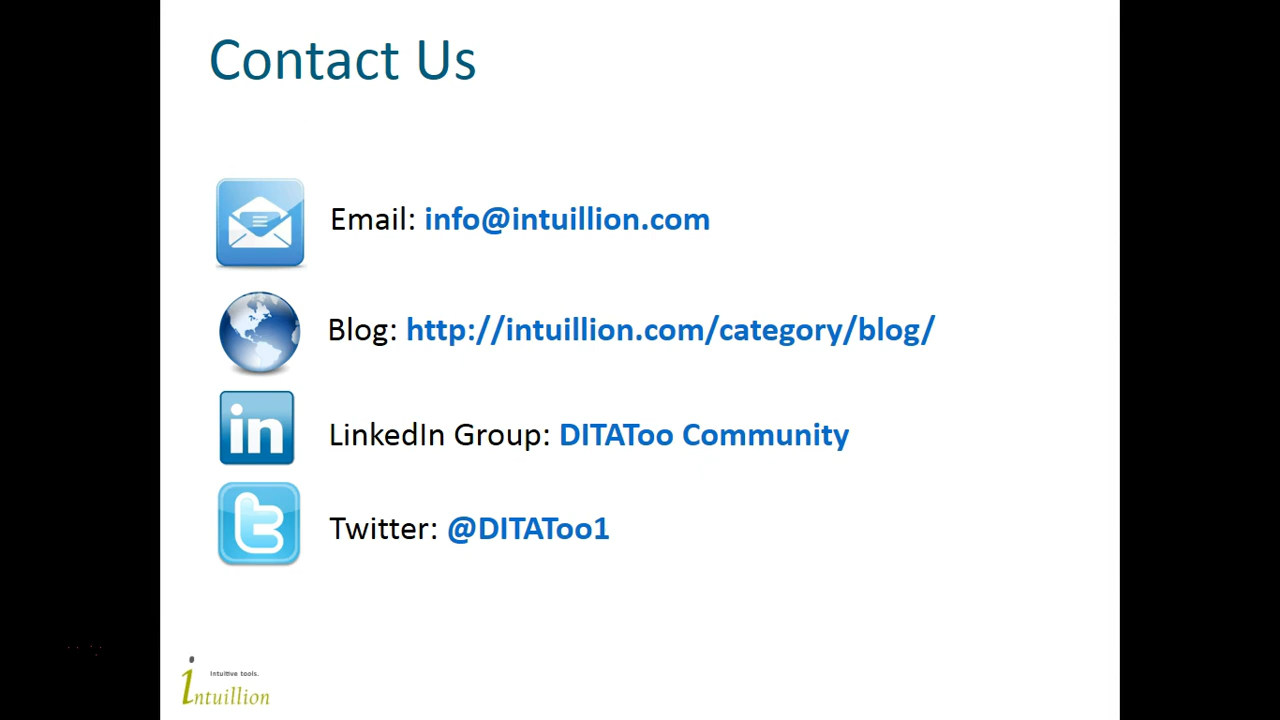 Contact Us
Email: info@intuillion.com
Blog: http://intuillion.com/category/blog/
in
LinkedIn Group: DITAToo Community
t
Twitter: @DITAToo1
Intuitive tools.
intuillion